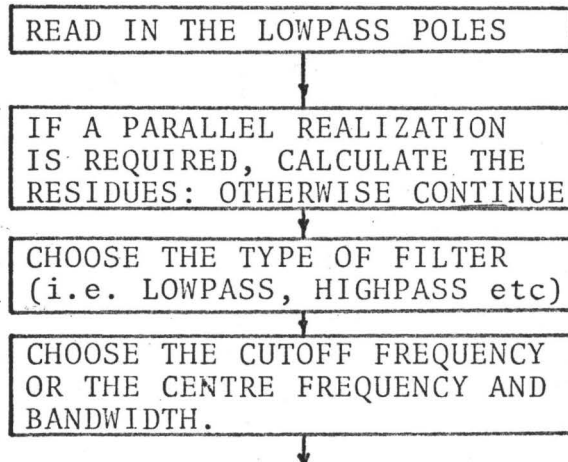 READ IN THE LOWPASS POLES
IF A PARALLEL REALIZATION
IS REQUIRED, CALCULATE THE
RESIDUES: OTHERWISE CONTINUE
CHOOSE THE TYPE OF FILTER
(i.e. LOWPASS, HIGHPASS etc)
CHOOSE THE CUTOFF FREQUENCY
OR THE CENTRE FREQUENCY AND
BANDWIDTH.